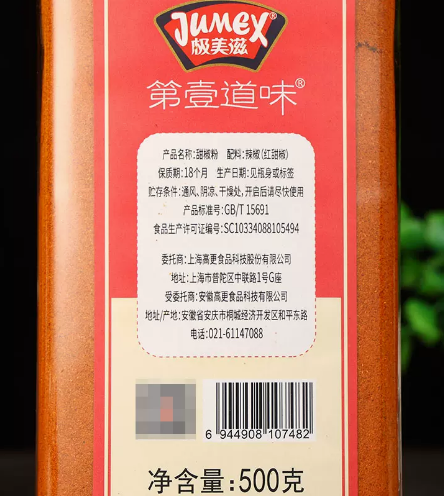 JUMEX®
极美滋
第壹道味®
产品名称:甜椒粉 配料:辣椒(红甜椒)
保质期:18个月 生产日期:见瓶身或标签
贮存条件:通风、阴凉、干燥处,开启后请尽快使用
产品标准号:GB/T 15691
食品生产许可证编号:SC10334088105494
委托商:上海高更食品科技股份有限公司
地址:上海市普陀区中联路1号G座
受委托商:安徽高更食品科技有限公司
地址/产地:安徽省安庆市桐城经济开发区和平东路
电话:021-61147088
6 944908 107482
净含量:500克